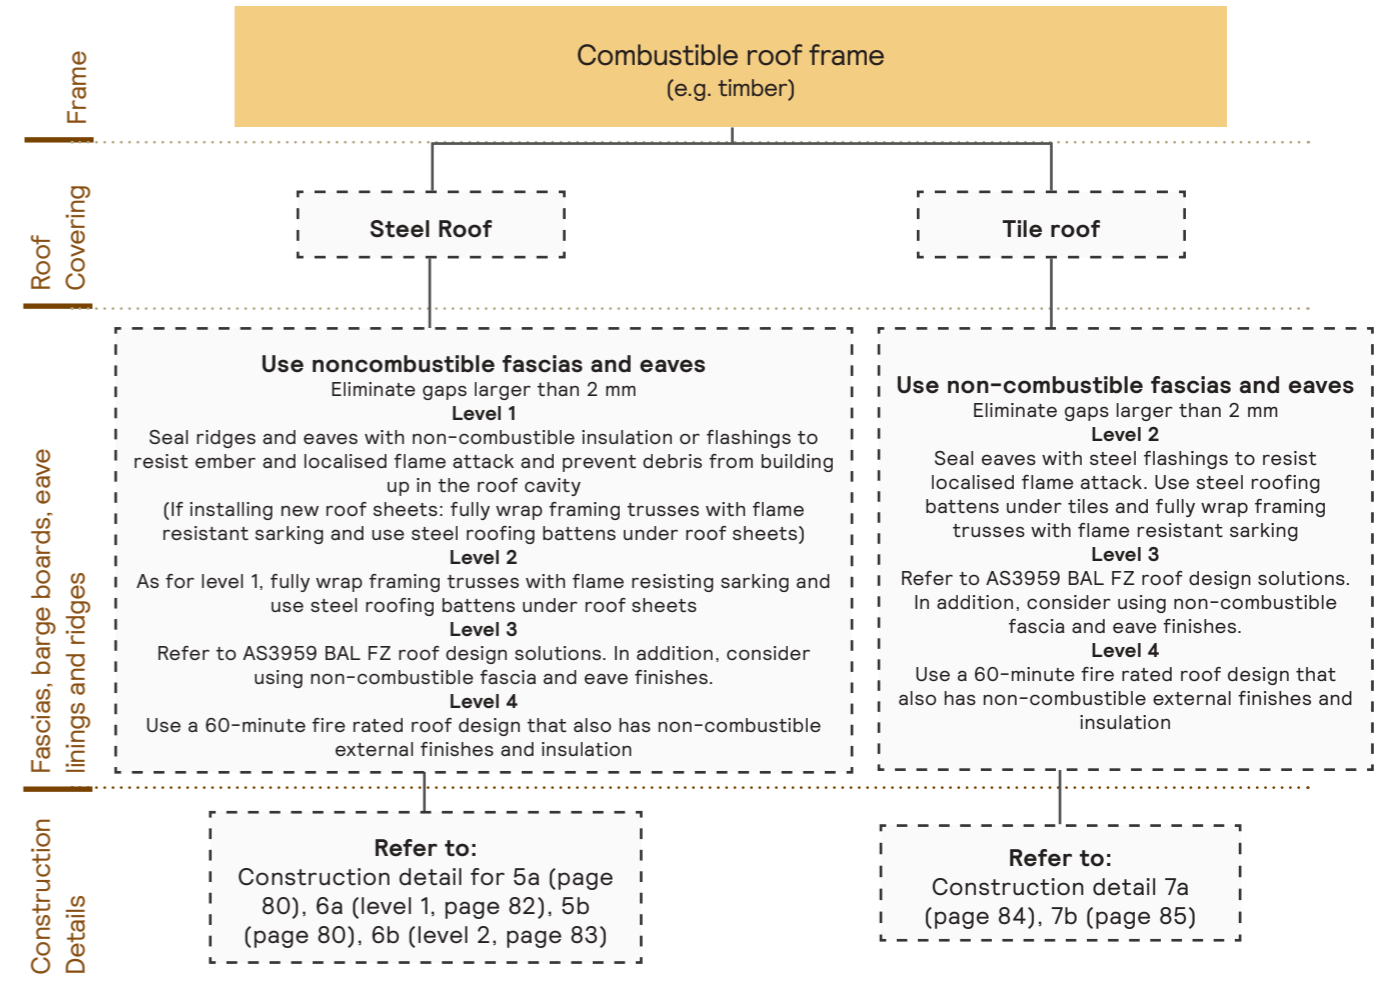 Frame
Combustible roof frame
(e.g. timber)
Roof
Covering
Steel Roof
Tile roof
Fascias, barge boards, eave
linings and ridges
Use noncombustible fascias and eaves
Eliminate gaps larger than 2 mm
Level 1
Seal ridges and eaves with non-combustible insulation or flashings to
resist ember and localised flame attack and prevent debris from building
up in the roof cavity
(If installing new roof sheets: fully wrap framing trusses with flame
resistant sarking and use steel roofing battens under roof sheets)
Level 2
As for level 1, fully wrap framing trusses with flame resisting sarking and
use steel roofing battens under roof sheets
Level 3
Refer to AS3959 BAL FZ roof design solutions. In addition, consider
using non-combustible fascia and eave finishes.
Level 4
Use a 60-minute fire rated roof design that also has non-combustible
external finishes and insulation
Use non-combustible fascias and eaves
Eliminate gaps larger than 2 mm
Level 2
Seal eaves with steel flashings to resist
localised flame attack. Use steel roofing
battens under tiles and fully wrap framing
trusses with flame resistant sarking
Level 3
Refer to AS3959 BAL FZ roof design solutions.
In addition, consider using non-combustible
fascia and eave finishes.
Level 4
Use a 60-minute fire rated roof design that
also has non-combustible external finishes and
insulation
Construction
Details
Refer to:
Construction detail for 5a (page
80), 6a (level 1, page 82), 5b
(page 80), 6b (level 2, page 83)
Refer to:
Construction detail 7a
(page 84), 7b (page 85)